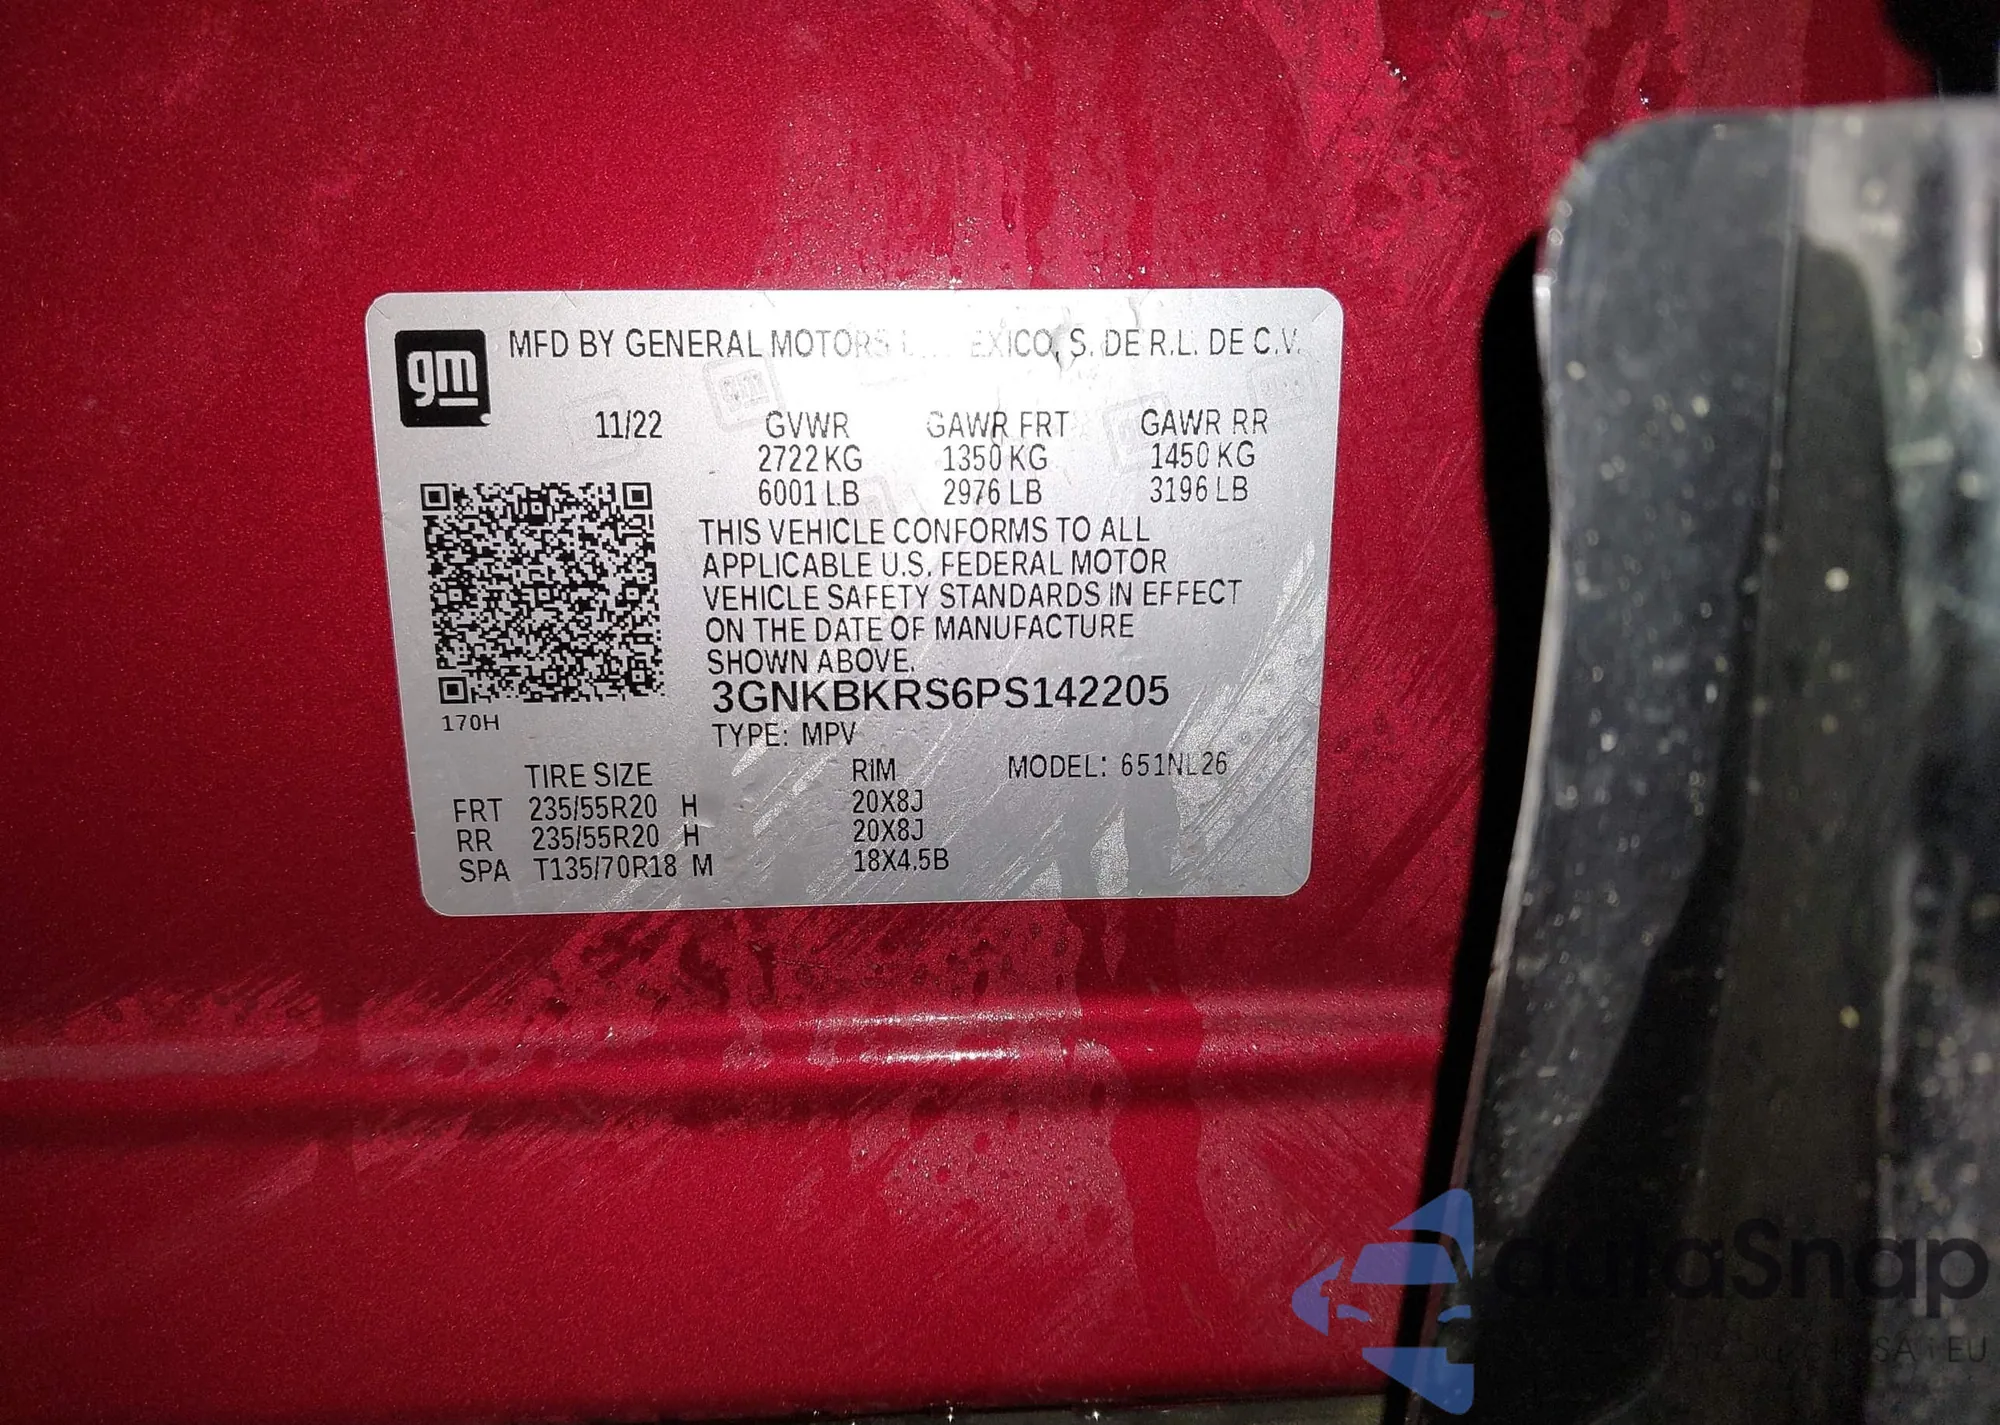 gm MFD BY GENERAL MOTORS EXICO, S. DE R.L. DE C.V.
11/22 GVWR GAWR FRT GAWR RR
2722 KG 1350 KG 1450 KG
6001 LB 2976 LB 3196 LB
THIS VEHICLE CONFORMS TO ALL
APPLICABLE U.S. FEDERAL MOTOR
VEHICLE SAFETY STANDARDS IN EFFECT
ON THE DATE OF MANUFACTURE
SHOWN ABOVE.
3GNKBKRS6PS142205
170H
TYPE: MPV
TIRE SIZE RIM MODEL: 651NL26
FRT 235/55R20 H 20X8J
RR 235/55R20 H 20X8J
SPA T135/70R18 M 18X4.5B
autaSnap
EU